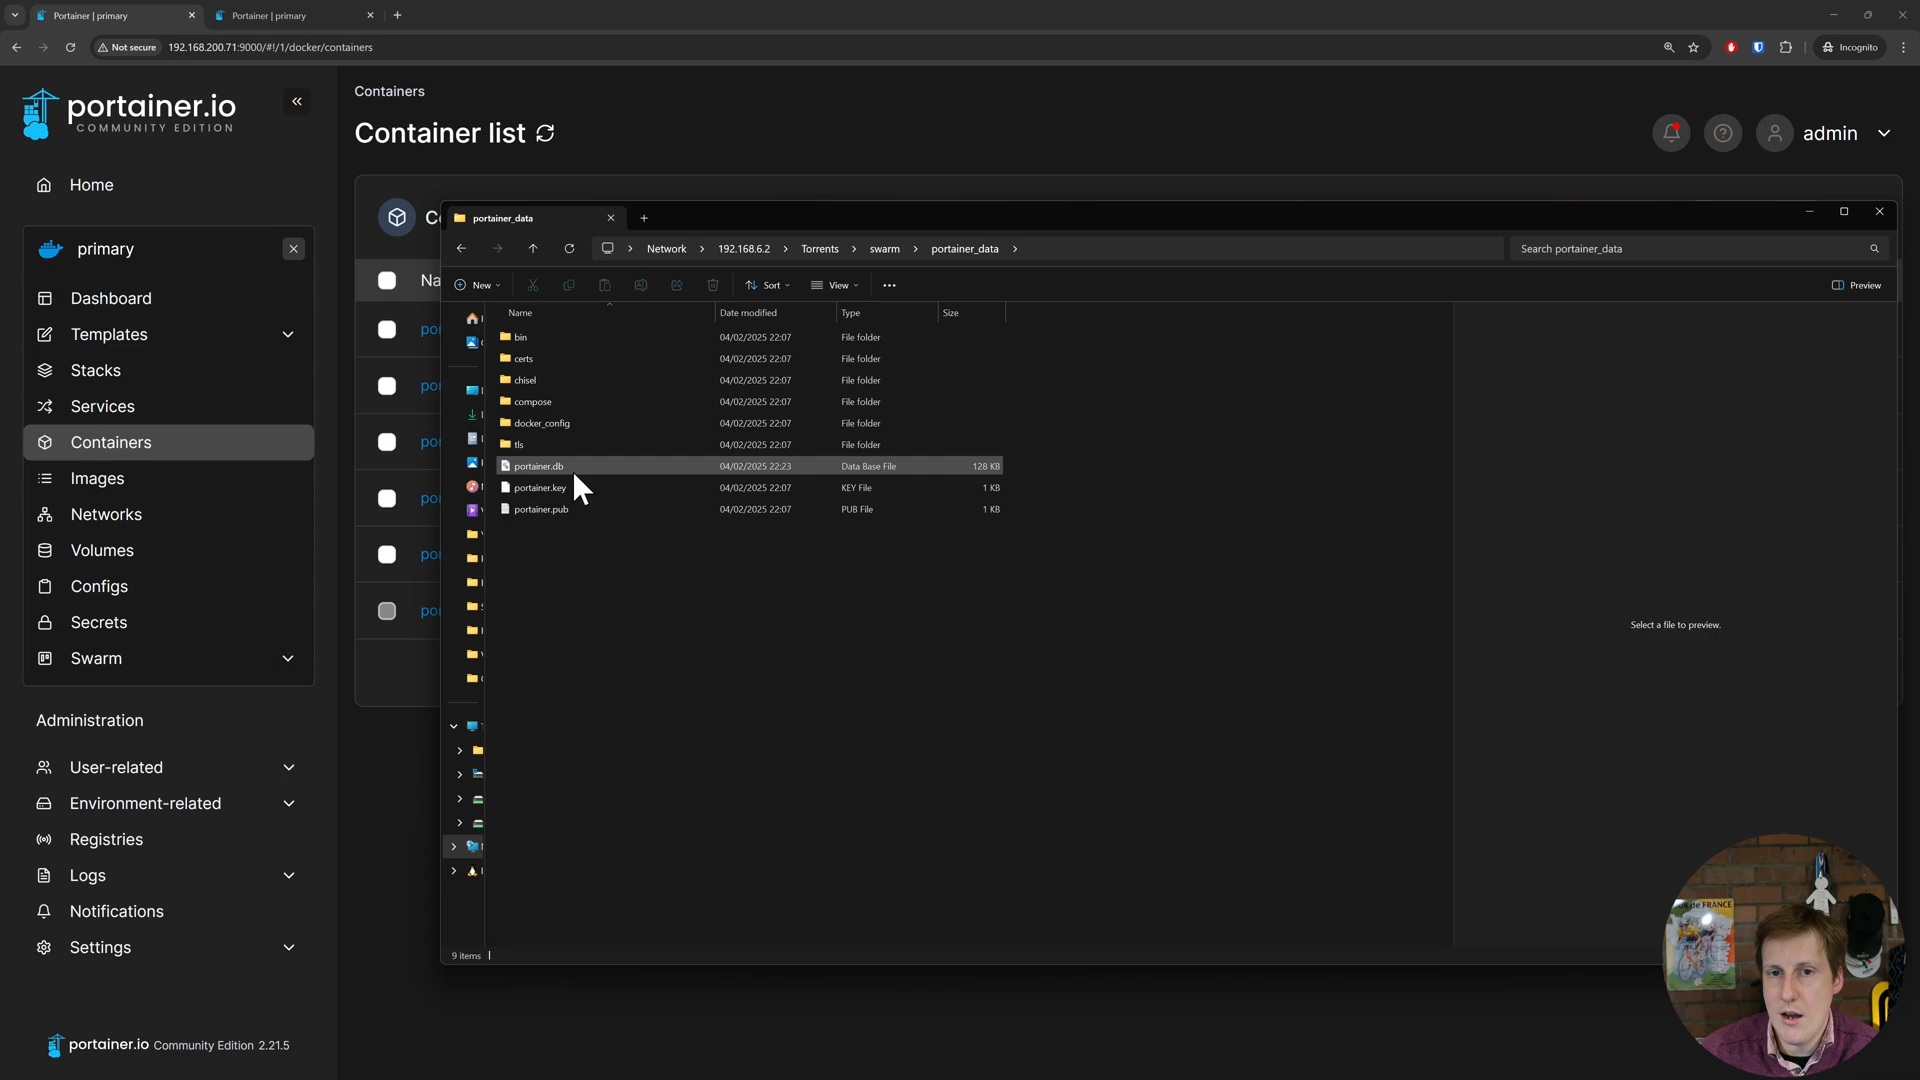 Portainer | primary
Portainer | primary
Not secure
192.168.200.71:9000/#!/1/docker/containers
Incognito
portainer.io
COMMUNITY EDITION
Home
primary
Dashboard
Templates
Stacks
Services
Containers
Images
Networks
Volumes
Configs
Secrets
Swarm
Administration
User-related
Environment-related
Registries
Logs
Notifications
Settings
portainer.io Community Edition 2.21.5
Containers
Container list
admin
portainer_data
Network > 192.168.6.2 > Torrents > swarm > portainer_data >
Search portainer_data
New
Sort
View
Preview
Name Date modified Type Size
bin 04/02/2025 22:07 File folder
certs 04/02/2025 22:07 File folder
chisel 04/02/2025 22:07 File folder
compose 04/02/2025 22:07 File folder
docker_config 04/02/2025 22:07 File folder
tls 04/02/2025 22:07 File folder
portainer.db 04/02/2025 22:23 Data Base File 128 KB
portainer.key 04/02/2025 22:07 KEY File 1 KB
portainer.pub 04/02/2025 22:07 PUB File 1 KB
Select a file to preview.
9 items
de FRANCE